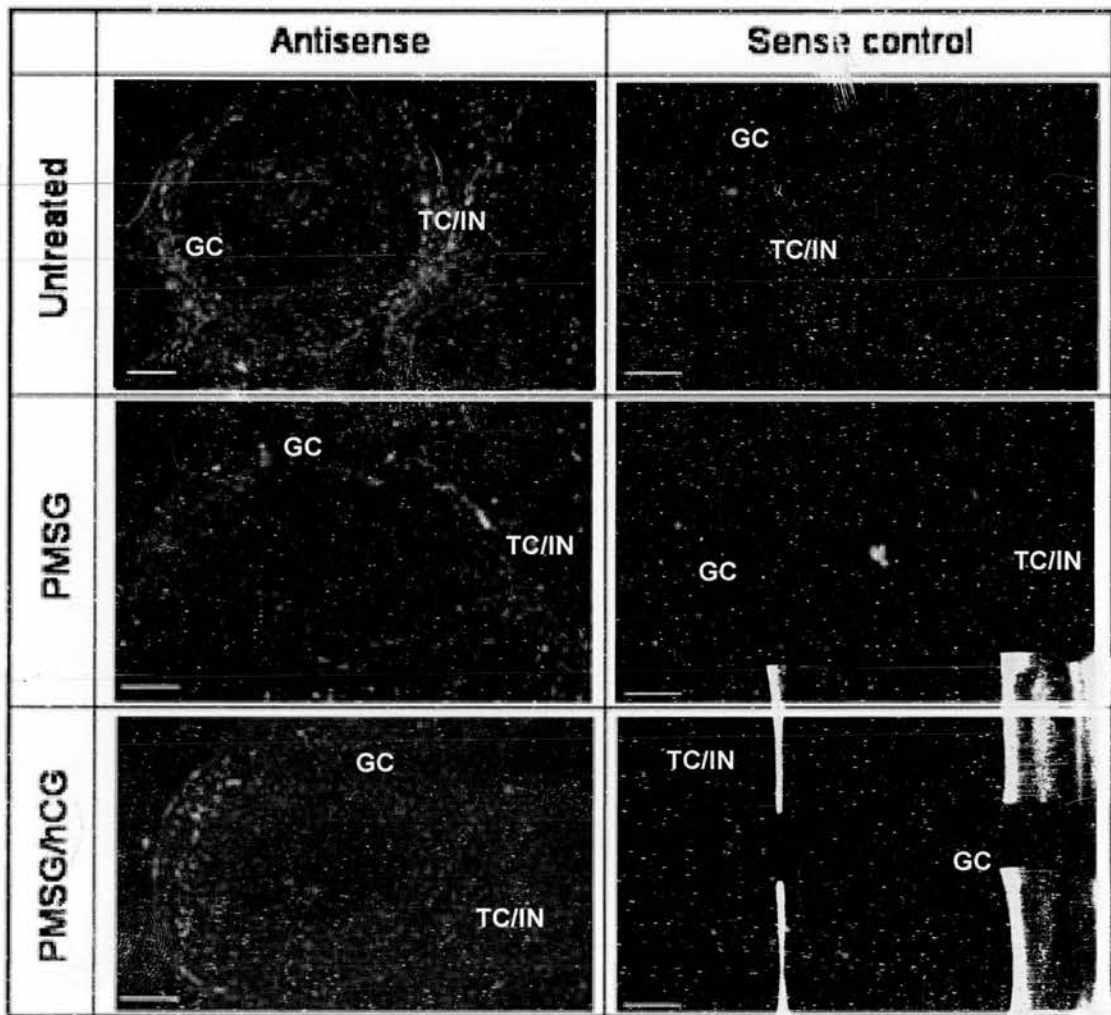 Antisense
Sense control
Untreated
GC
TC/IN
GC
TC/IN
PMSG
GC
TC/IN
GC
TC/IN
PMSG/hCG
GC
TC/IN
TC/IN
GC